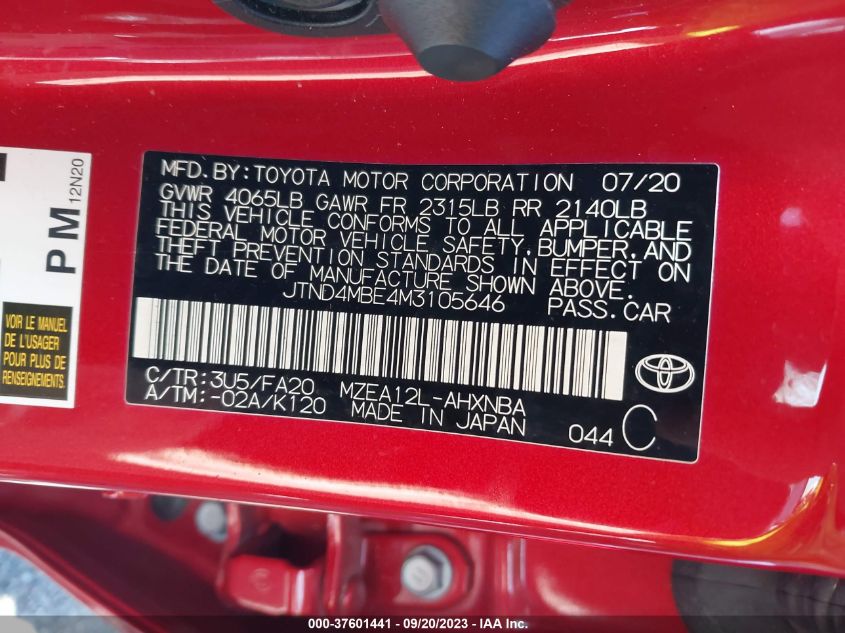 MFD.BY:TOYOTA MOTOR CORPORATION 07/20
GVWR 4065LB GAWR FR 2315LB RR 2140LB
THIS VEHICLE CONFORMS TO ALL APPLICABLE
FEDERAL MOTOR VEHICLE SAFETY,BUMPER,AND
THEFT PREVENTION STANDARDS IN EFFECT ON
THE DATE OF MANUFACTURE SHOWN ABOVE.
JTND4MBE4M3105646 PASS.CAR
C/TR:3U5/FA20 MZEA12L-AHXNBA
A/TM:-02A/K120 MADE IN JAPAN
044 C
PM 12N20
VOIR LE MANUEL
D'USAGER
POUR PLUS DE
RENSEIGNEMENTS
000-37601441 - 09/20/2023 - IAA Inc.